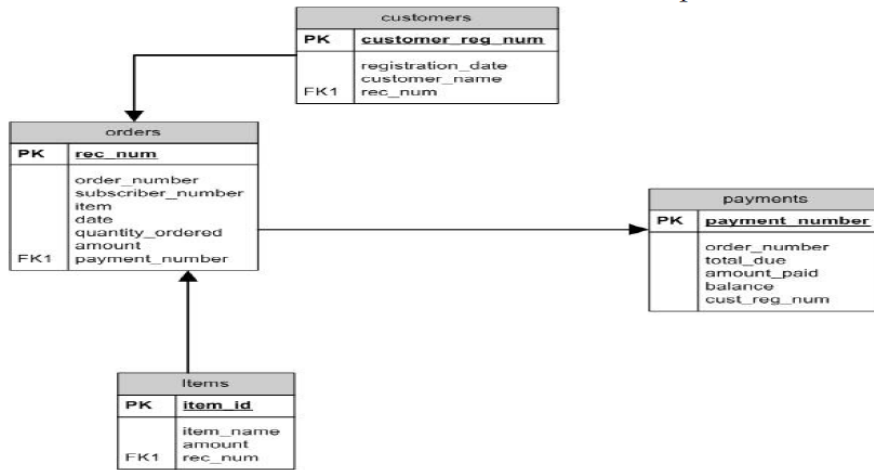 customers
PK customer_reg_num
registration_date
customer_name
FK1 rec_num
orders
PK rec_num
order_number
subscriber_number
item
date
quantity_ordered
amount
FK1 payment_number
payments
PK payment_number
order_number
total_due
amount_paid
balance
cust_reg_num
Items
PK item_id
item_name
amount
FK1 rec_num